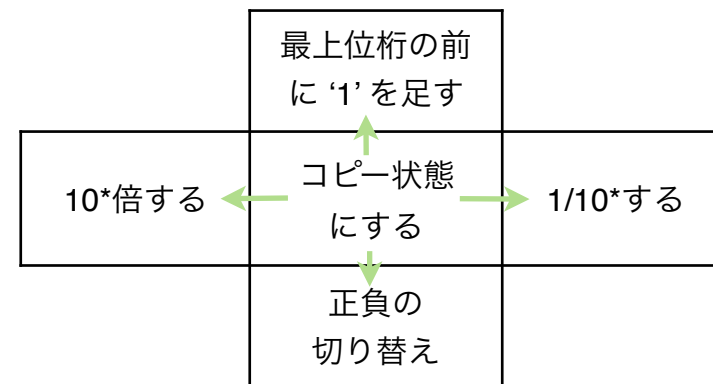 最上位桁の前
に ‘1’ を足す
10*倍する
コピー状態
にする
1/10*する
正負の
切り替え